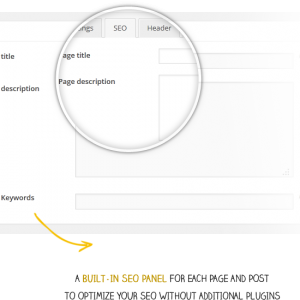 ngs SEO Header
title age title
description Page description
Keywords
A BUILT-IN SEO PANEL FOR EACH PAGE AND POST
TO OPTIMIZE YOUR SEO WITHOUT ADDITIONAL PLUGINS